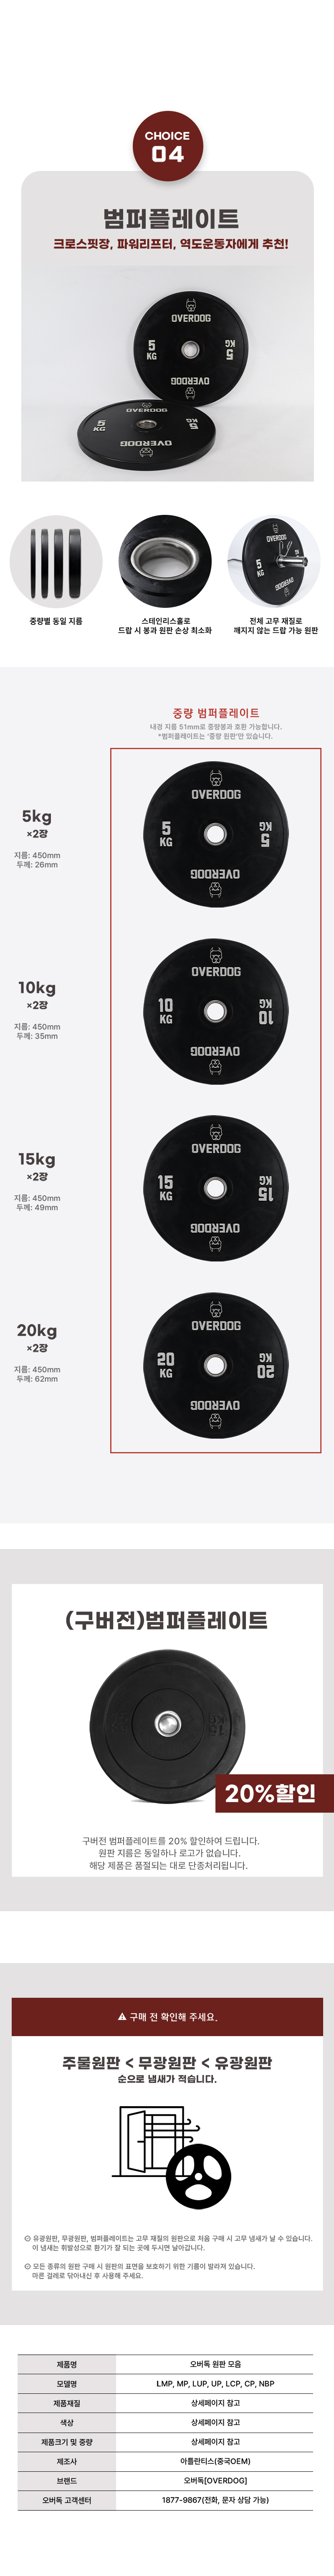 CHOICE
04
범퍼플레이트
크로스핏장, 파워리프터, 역도운동자에게 추천!
OVERDOG
5
KG
5
KG
OVERDOG
OVERDOG
5
KG
5
KG
OVERDOG
OVERDOG
5
KG
OVERDOG
중량별 동일 지름
스테인리스홀로
드랍 시 봉과 원판 손상 최소화
전체 고무 재질로
깨지지 않는 드랍 가능 원판
중량 범퍼플레이트
내경 지름 51mm로 중량봉과 호환 가능합니다.
*범퍼플레이트는 '중량 원판'만 있습니다.
5kg
×2장
지름: 450mm
두께: 26mm
OVERDOG
5
KG
5
KG
OVERDOG
10kg
×2장
지름: 450mm
두께: 35mm
OVERDOG
10
KG
10
KG
OVERDOG
15kg
×2장
지름: 450mm
두께: 49mm
OVERDOG
15
KG
15
KG
OVERDOG
20kg
×2장
지름: 450mm
두께: 62mm
OVERDOG
20
KG
20
KG
OVERDOG
(구버전)범퍼플레이트
20%할인
구버전 범퍼플레이트를 20% 할인하여 드립니다.
원판 지름은 동일하나 로고가 없습니다.
해당 제품은 품절되는 대로 단종처리됩니다.
⚠ 구매 전 확인해 주세요.
주물원판 < 무광원판 < 유광원판
순으로 냄새가 적습니다.
유광원판, 무광원판, 범퍼플레이트는 고무 재질의 원판으로 처음 구매 시 고무 냄새가 날 수 있습니다.
이 냄새는 휘발성으로 환기가 잘 되는 곳에 두시면 날아갑니다.
모든 종류의 원판 구매 시 원판의 표면을 보호하기 위한 기름이 발라져 있습니다.
마른 걸레로 닦아내신 후 사용해 주세요.
제품명 오버독 원판 모음
모델명 LMP, MP, LUP, UP, LCP, CP, NBP
제품재질 상세페이지 참고
색상 상세페이지 참고
제품크기 및 중량 상세페이지 참고
제조사 아틀란티스(중국OEM)
브랜드 오버독[OVERDOG]
오버독 고객센터 1877-9867(전화, 문자 상담 가능)